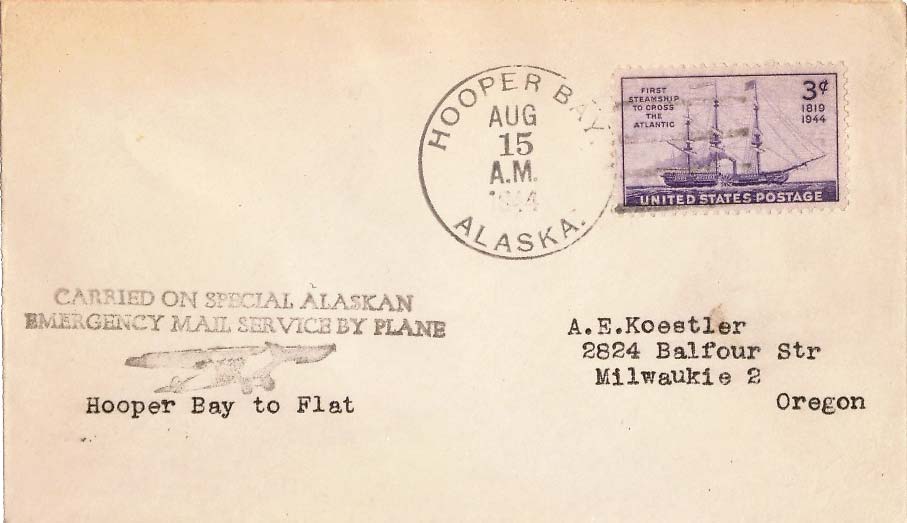 HOOPER BAY
AUG
15
A.M.
1944
ALASKA.
FIRST
STEAMSHIP
TO CROSS
THE
ATLANTIC
3¢
1819
1944
UNITED STATES POSTAGE
CARRIED ON SPECIAL ALASKAN
EMERGENCY MAIL SERVICE BY PLANE
Hooper Bay to Flat
A.E.Koestler
2824 Balfour Str
Milwaukie 2
Oregon